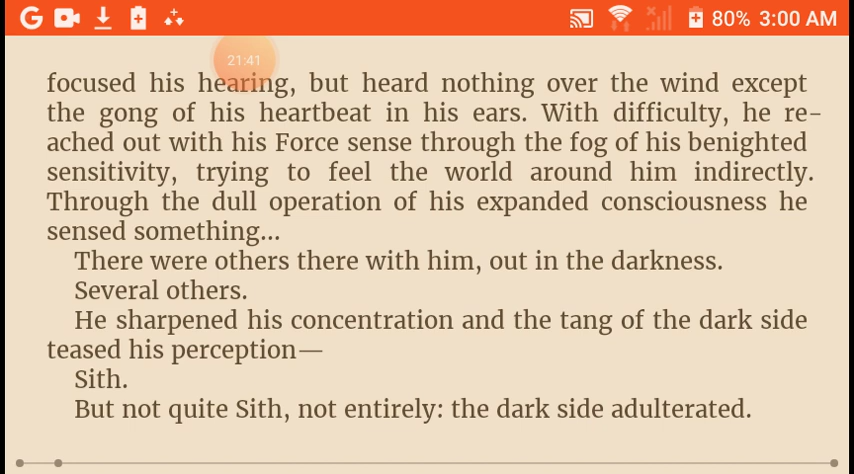 80% 3:00 AM
21:41
focused his hearing, but heard nothing over the wind except
the gong of his heartbeat in his ears. With difficulty, he re-
ached out with his Force sense through the fog of his benighted
sensitivity, trying to feel the world around him indirectly.
Through the dull operation of his expanded consciousness he
sensed something...
There were others there with him, out in the darkness.
Several others.
He sharpened his concentration and the tang of the dark side
teased his perception—
Sith.
But not quite Sith, not entirely: the dark side adulterated.